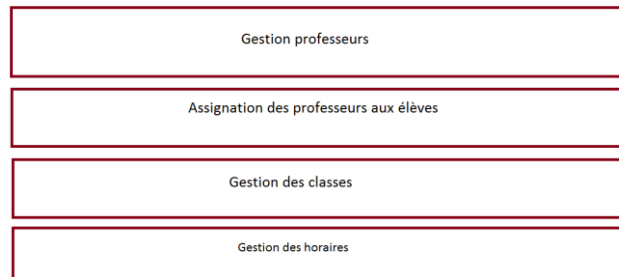 Gestion professeurs
Assignation des professeurs aux élèves
Gestion des classes
Gestion des horaires